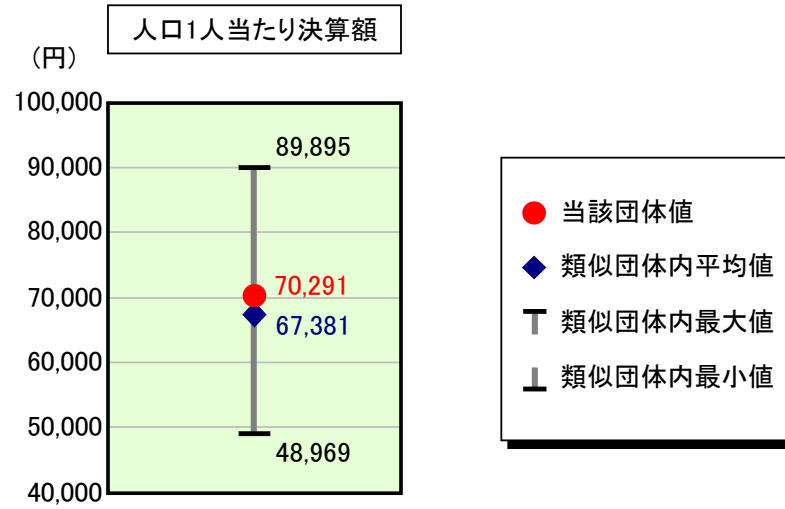 人口1人当たり決算額
(円)
100,000
90,000
80,000
70,000
60,000
50,000
40,000
89,895
70,291
67,381
48,969
当該団体値
類似団体内平均値
類似団体内最大値
類似団体内最小値